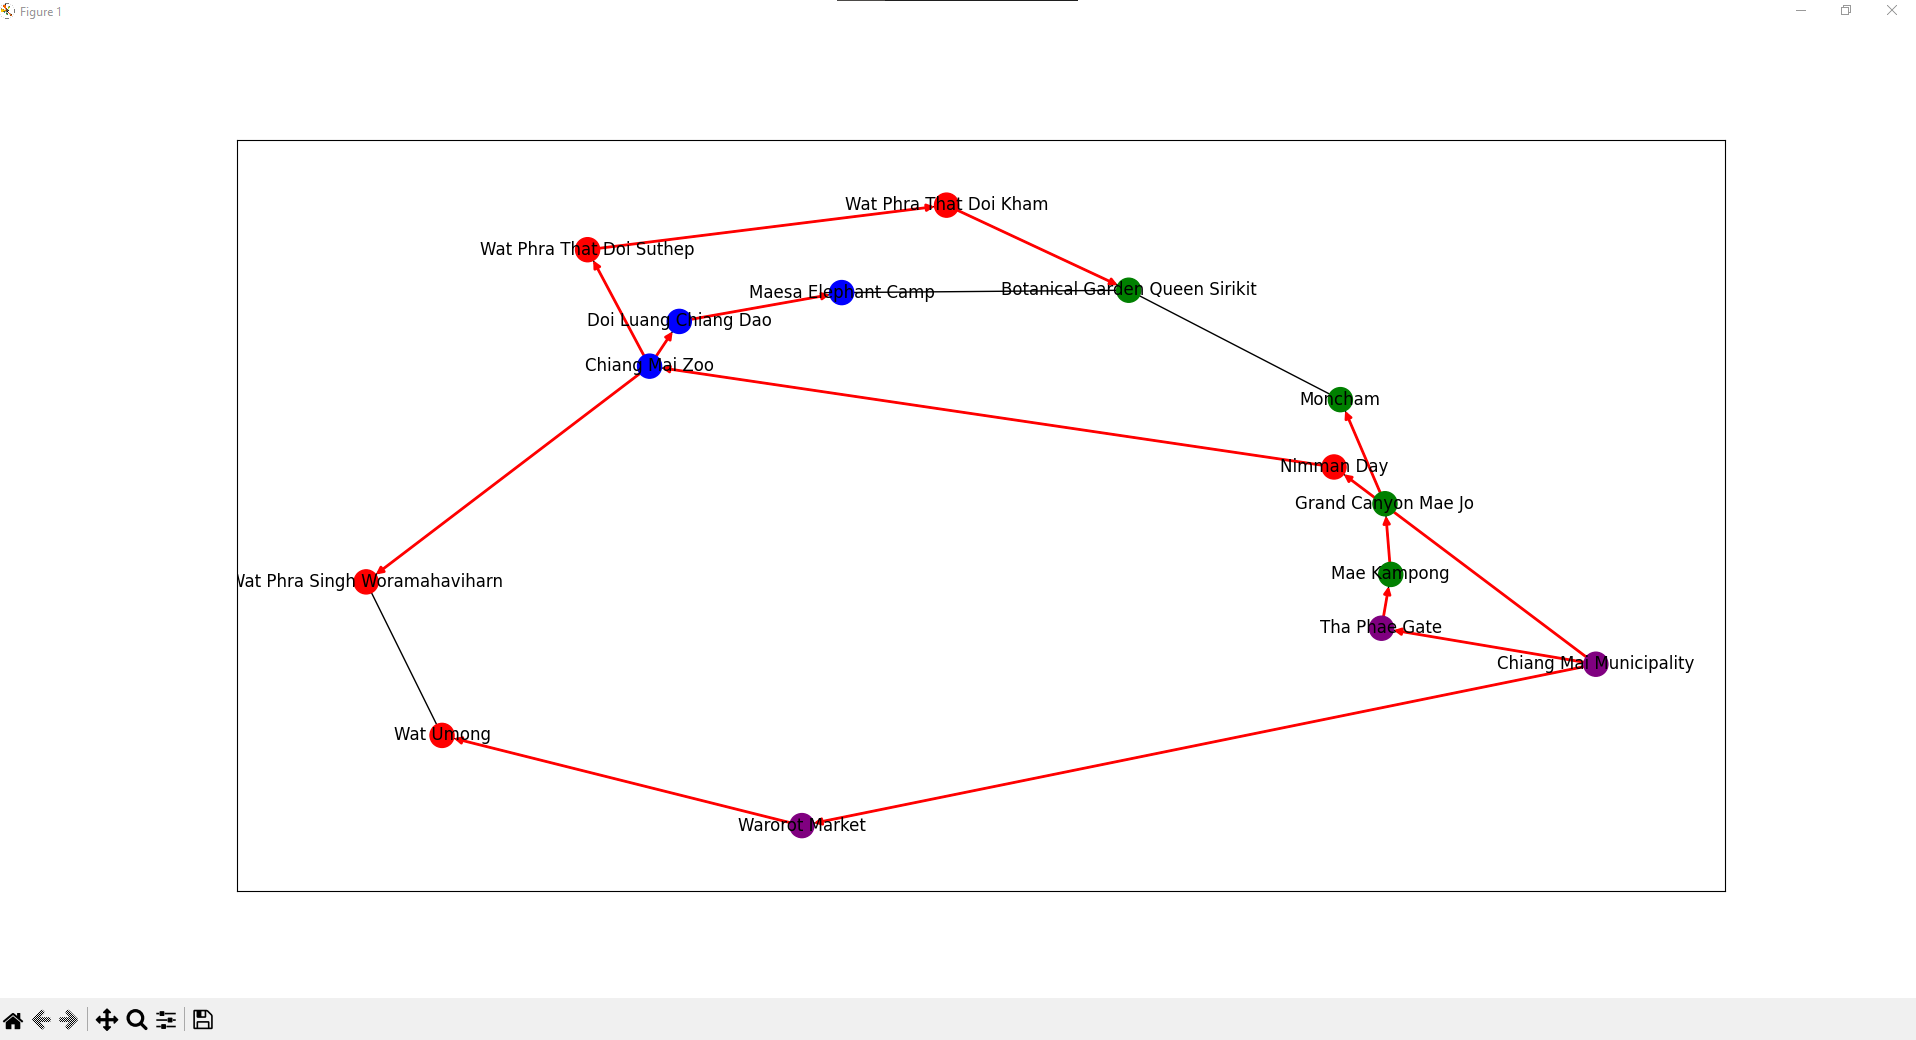 Figure 1
Wat Phra That Doi Kham
Wat Phra That Doi Suthep
Maesa Elephant Camp
Botanical Garden Queen Sirikit
Doi Luang Chiang Dao
Chiang Mai Zoo
Moncham
Nimman Day
Grand Canyon Mae Jo
Mae Kampong
Wat Phra Singh Woramahaviharn
Tha Phae Gate
Chiang Mai Municipality
Wat Umong
Warorot Market